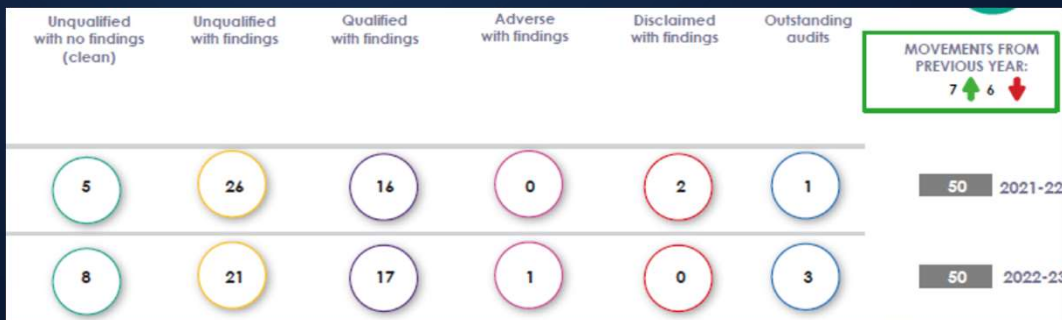 Unqualified
with no findings
(clean)
Unqualified
with findings
Qualified
with findings
Adverse
with findings
Disclaimed
with findings
Outstanding
audits
MOVEMENTS FROM
PREVIOUS YEAR:
7 6
5 26 16 0 2 1 50 2021-22
8 21 17 1 0 3 50 2022-23